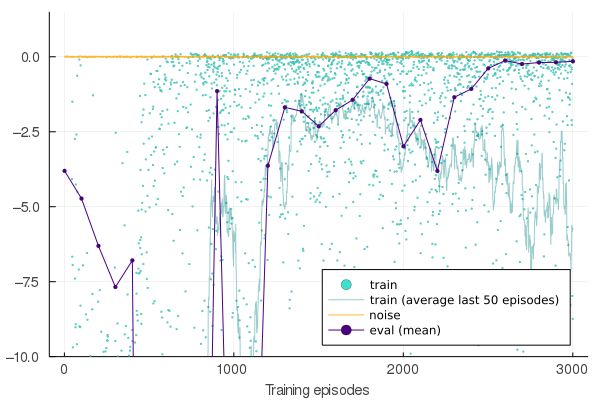 0.0
−2.5
−5.0
−7.5
−10.0
0
1000
2000
3000
Training episodes
train
train (average last 50 episodes)
noise
eval (mean)